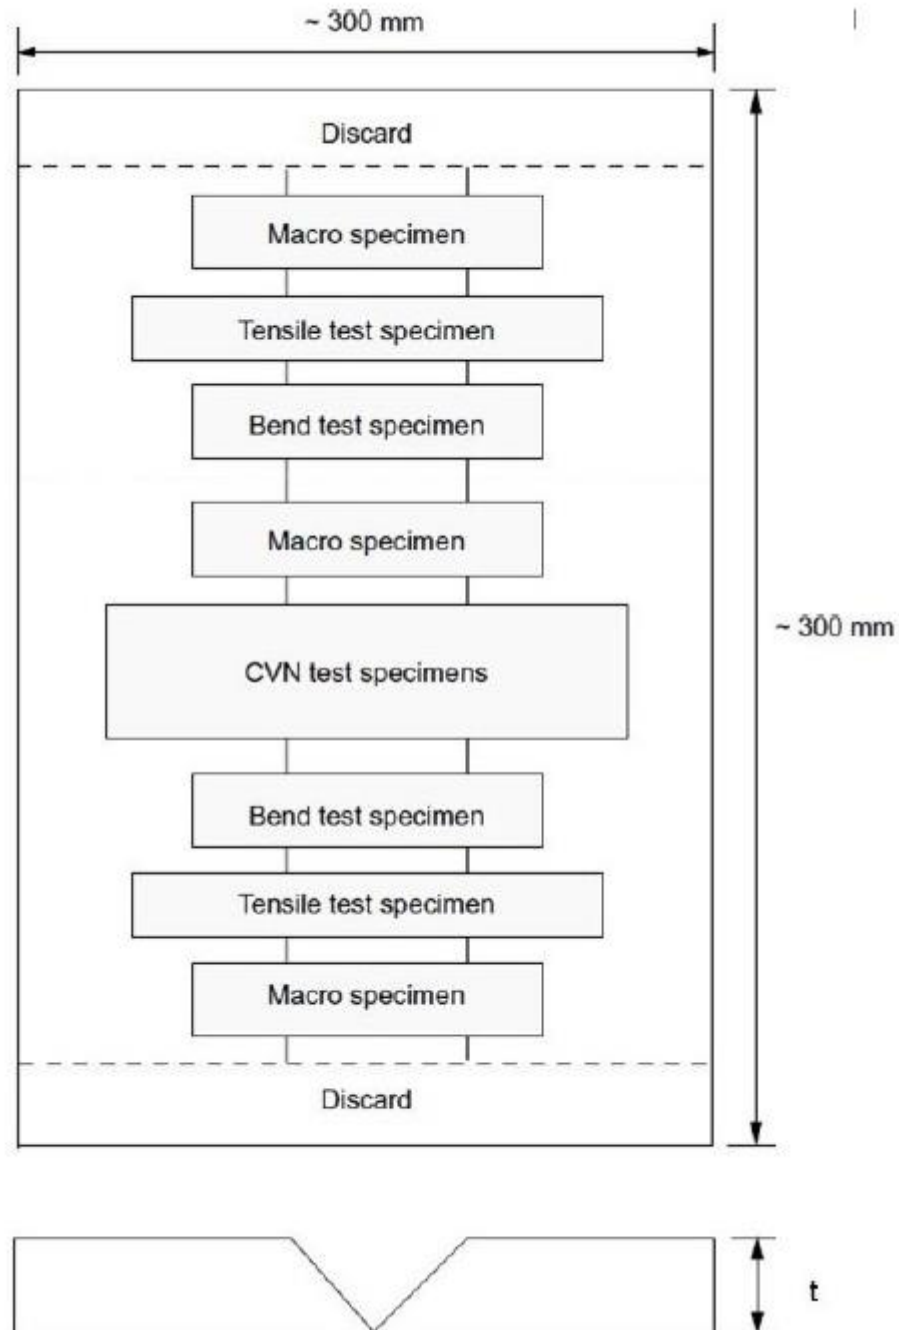 ~ 300 mm
Discard
Macro specimen
Tensile test specimen
Bend test specimen
Macro specimen
~ 300 mm
CVN test specimens
Bend test specimen
Tensile test specimen
Macro specimen
Discard
t